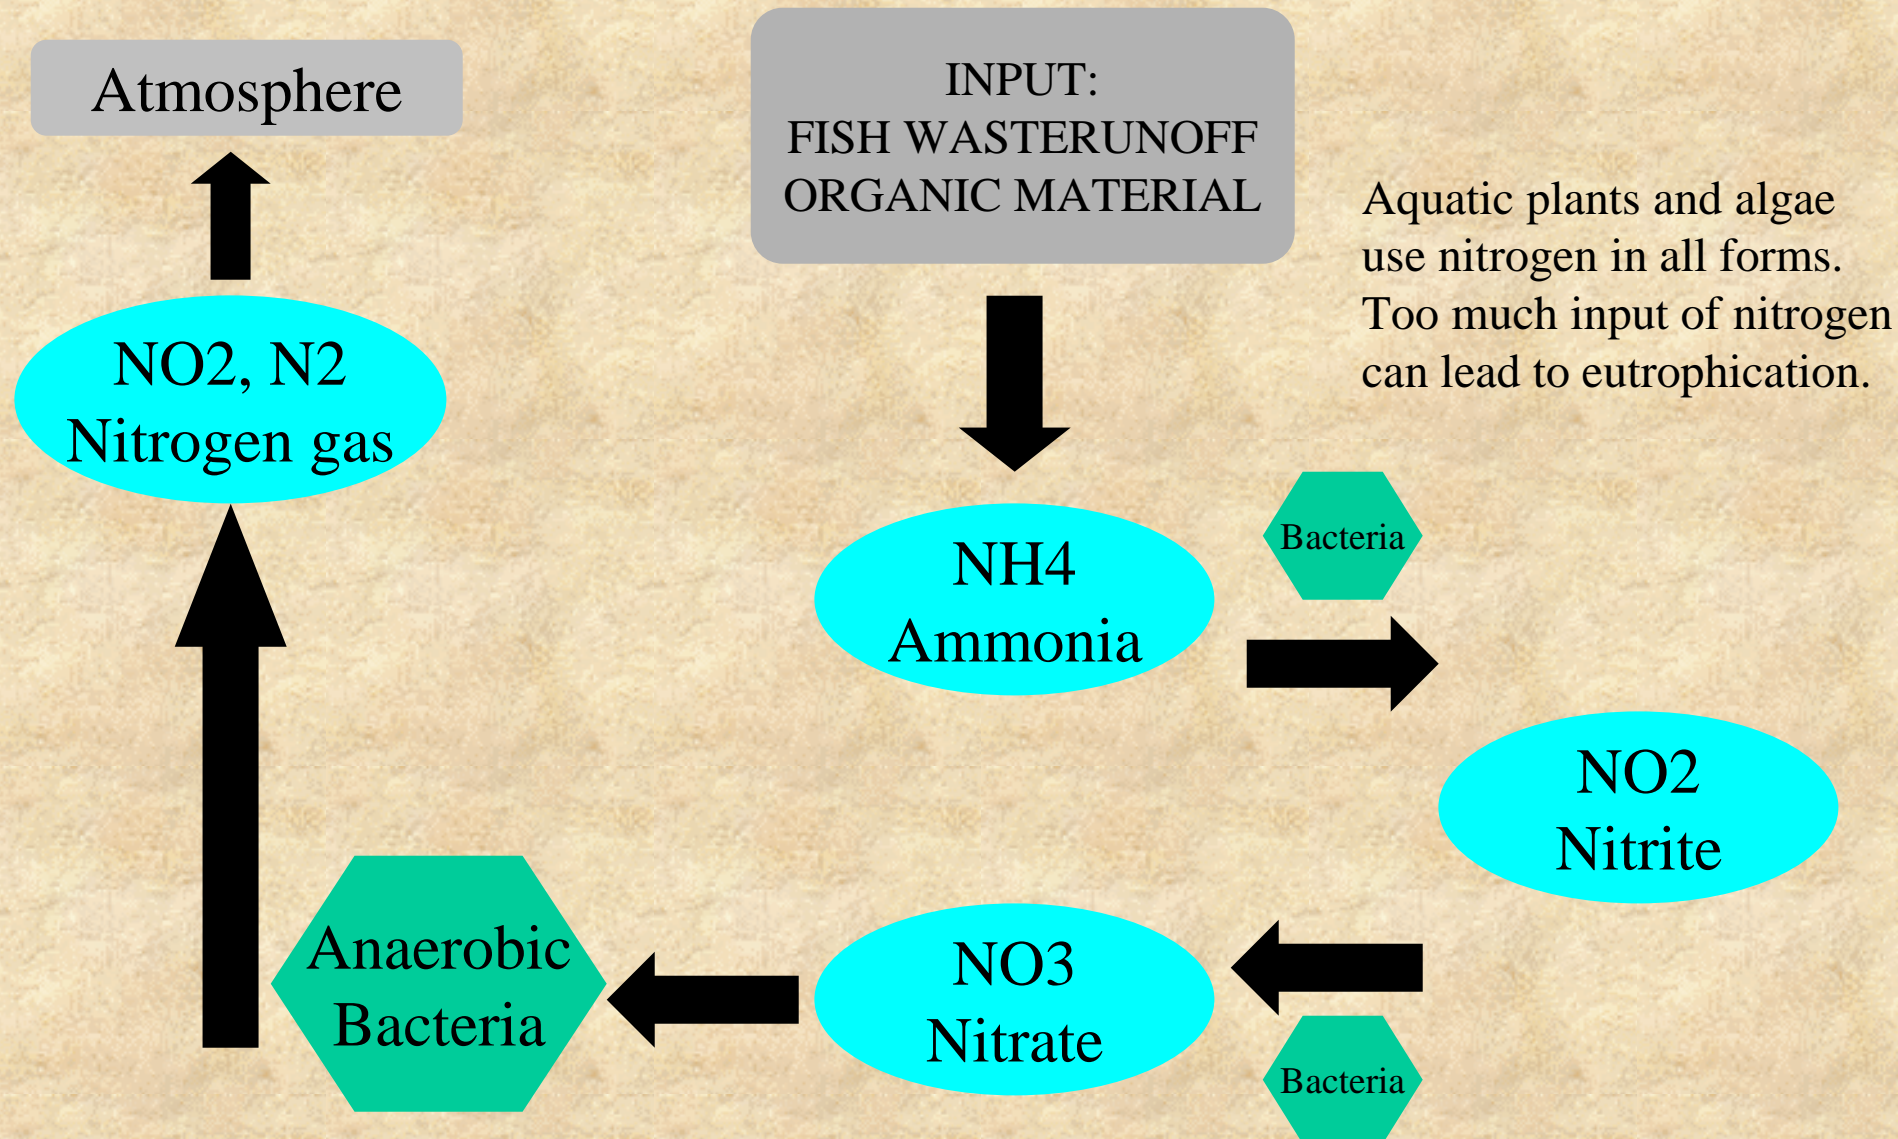 Atmosphere
INPUT:
FISH WASTERUNOFF
ORGANIC MATERIAL
Aquatic plants and algae
use nitrogen in all forms.
Too much input of nitrogen
can lead to eutrophication.
NO2, N2
Nitrogen gas
NH4
Ammonia
Bacteria
NO2
Nitrite
Anaerobic
Bacteria
NO3
Nitrate
Bacteria